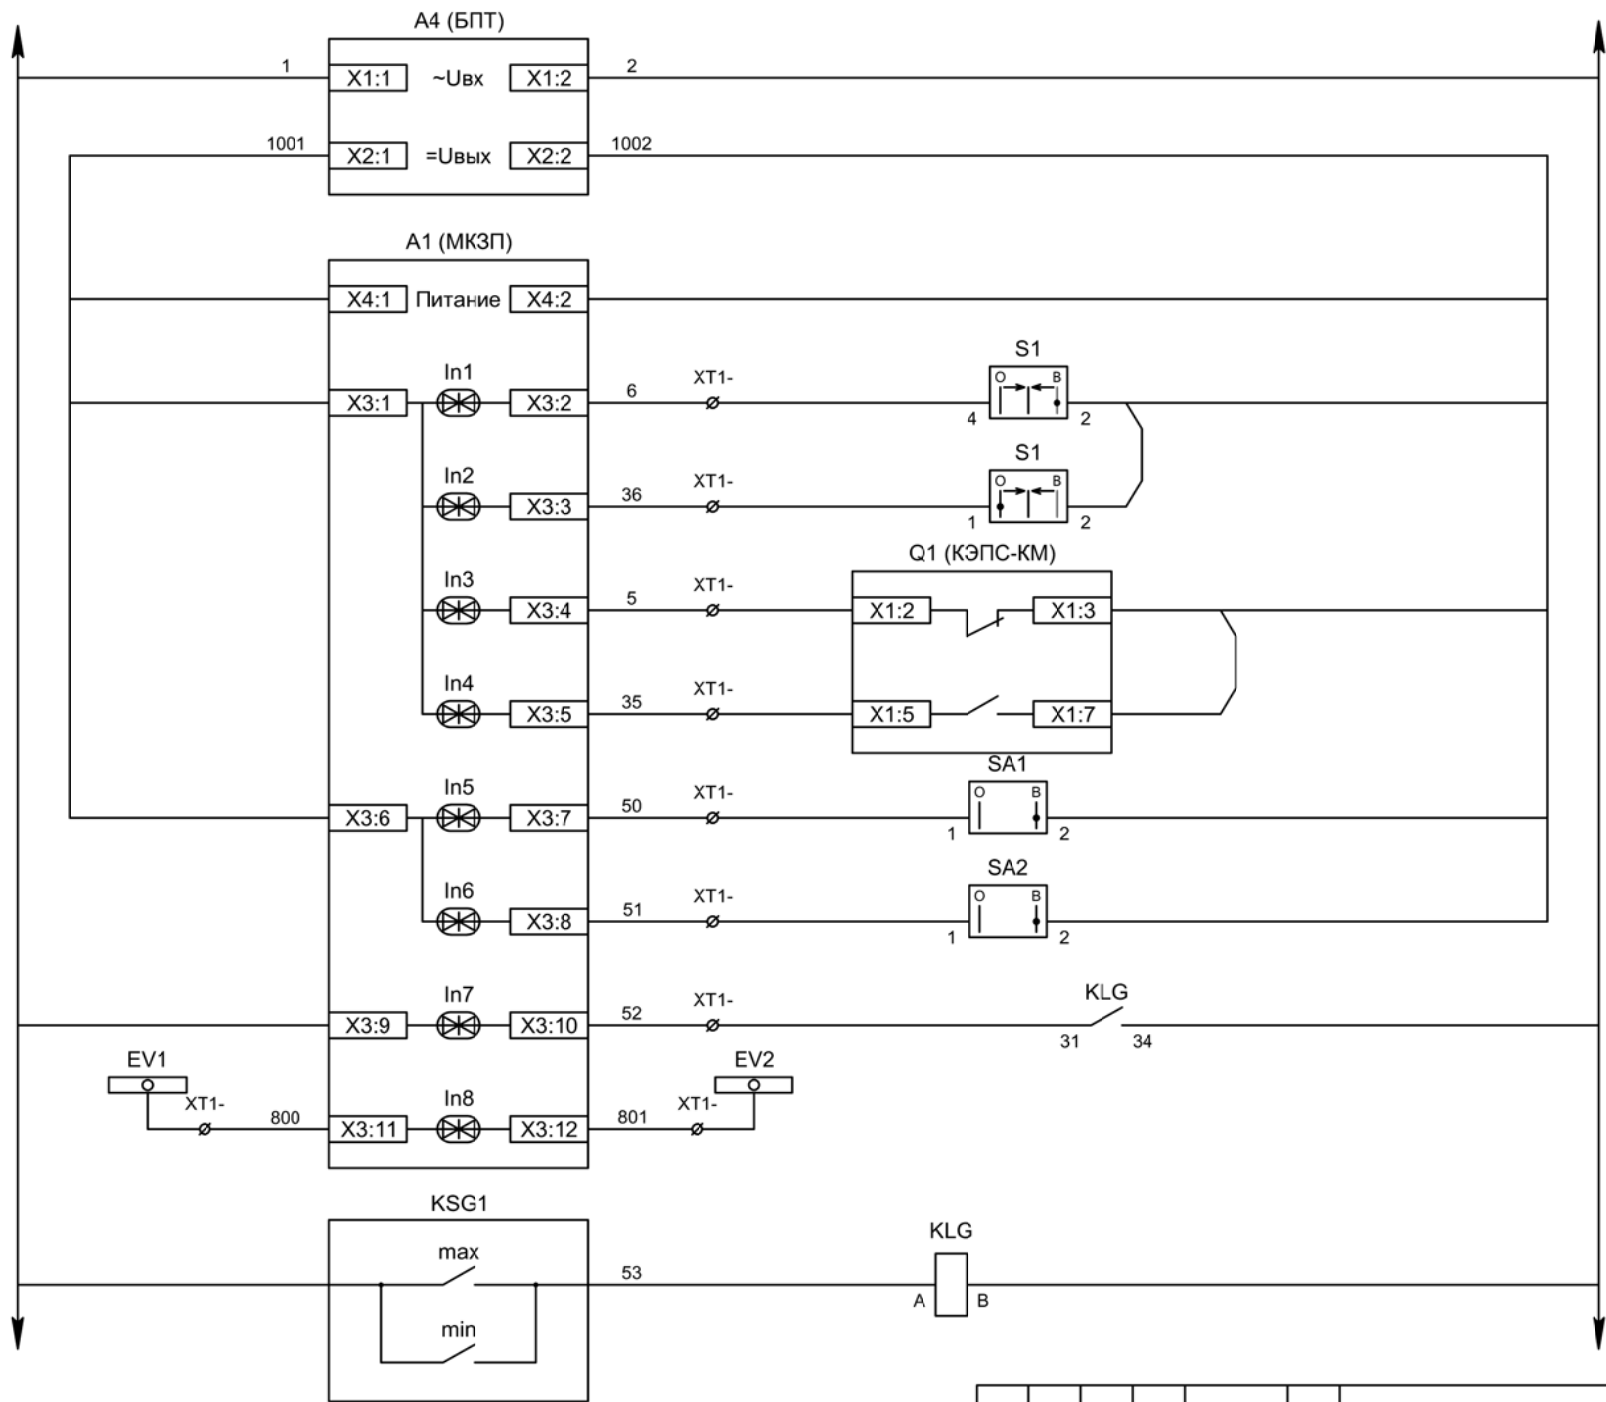 A4 (БПТ)
1 X1:1 ~Uвх X1:2 2
1001 X2:1 =Uвых X2:2 1002
A1 (МКЗП)
X4:1 Питание X4:2
S1
In1 XT1- O B
X3:1 X3:2 6 4 2
S1
In2 XT1- O B
X3:3 36 1 2
Q1 (КЭПС-КМ)
In3 XT1-
X3:4 5 X1:2 X1:3
In4 XT1-
X3:5 35 X1:5 X1:7
SA1
In5 XT1- O B
X3:6 X3:7 50 1 2
SA2
In6 XT1- O B
X3:8 51 1 2
In7 XT1- KLG
X3:9 X3:10 52 31 34
EV1 EV2
XT1- In8 XT1-
800 X3:11 X3:12 801
KSG1
max KLG
53 A B
min